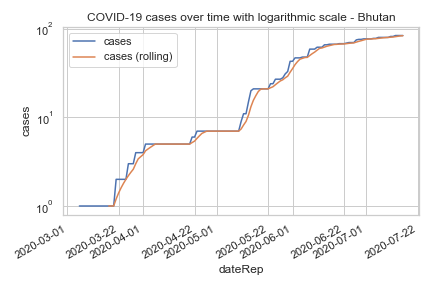 COVID-19 cases over time with logarithmic scale - Bhutan
cases
cases (rolling)
10²
10¹
10⁰
cases
2020-03-01
2020-03-22
2020-04-01
2020-04-22
2020-05-01
2020-05-22
2020-06-01
2020-06-22
2020-07-01
2020-07-22
dateRep